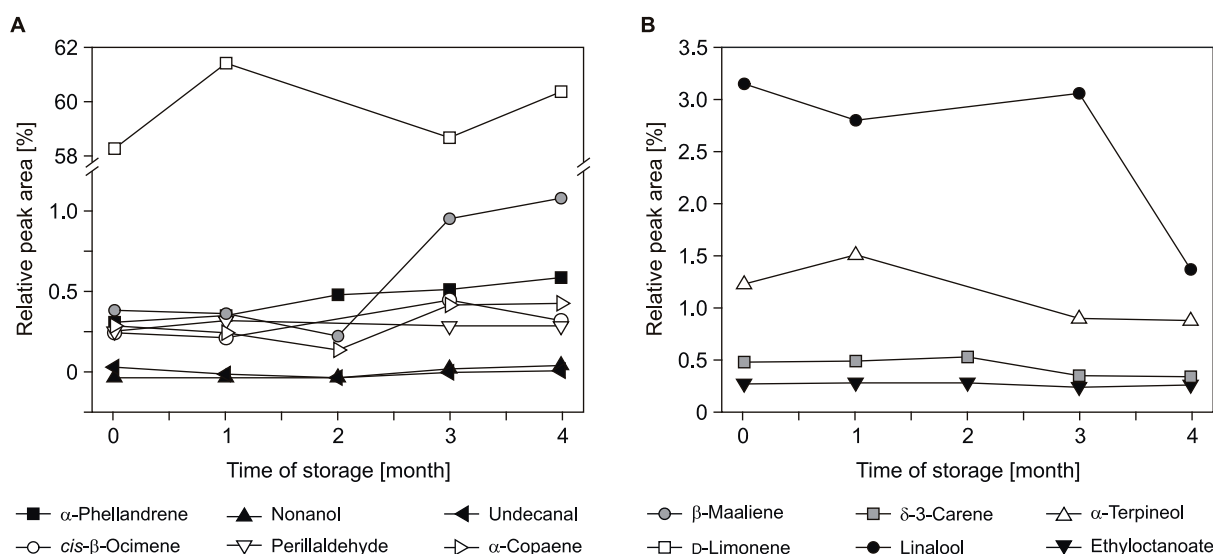 A
B
Relative peak area [%]
62
60
58
1.0
0.5
0
0 1 2 3 4
Time of storage [month]
Relative peak area [%]
3.5
3.0
2.5
2.0
1.5
1.0
0.5
0
0 1 2 3 4
Time of storage [month]
α-Phellandrene Nonanol Undecanal β-Maaliene δ-3-Carene α-Terpineol
cis-β-Ocimene Perillaldehyde α-Copaene D-Limonene Linalool Ethyloctanoate